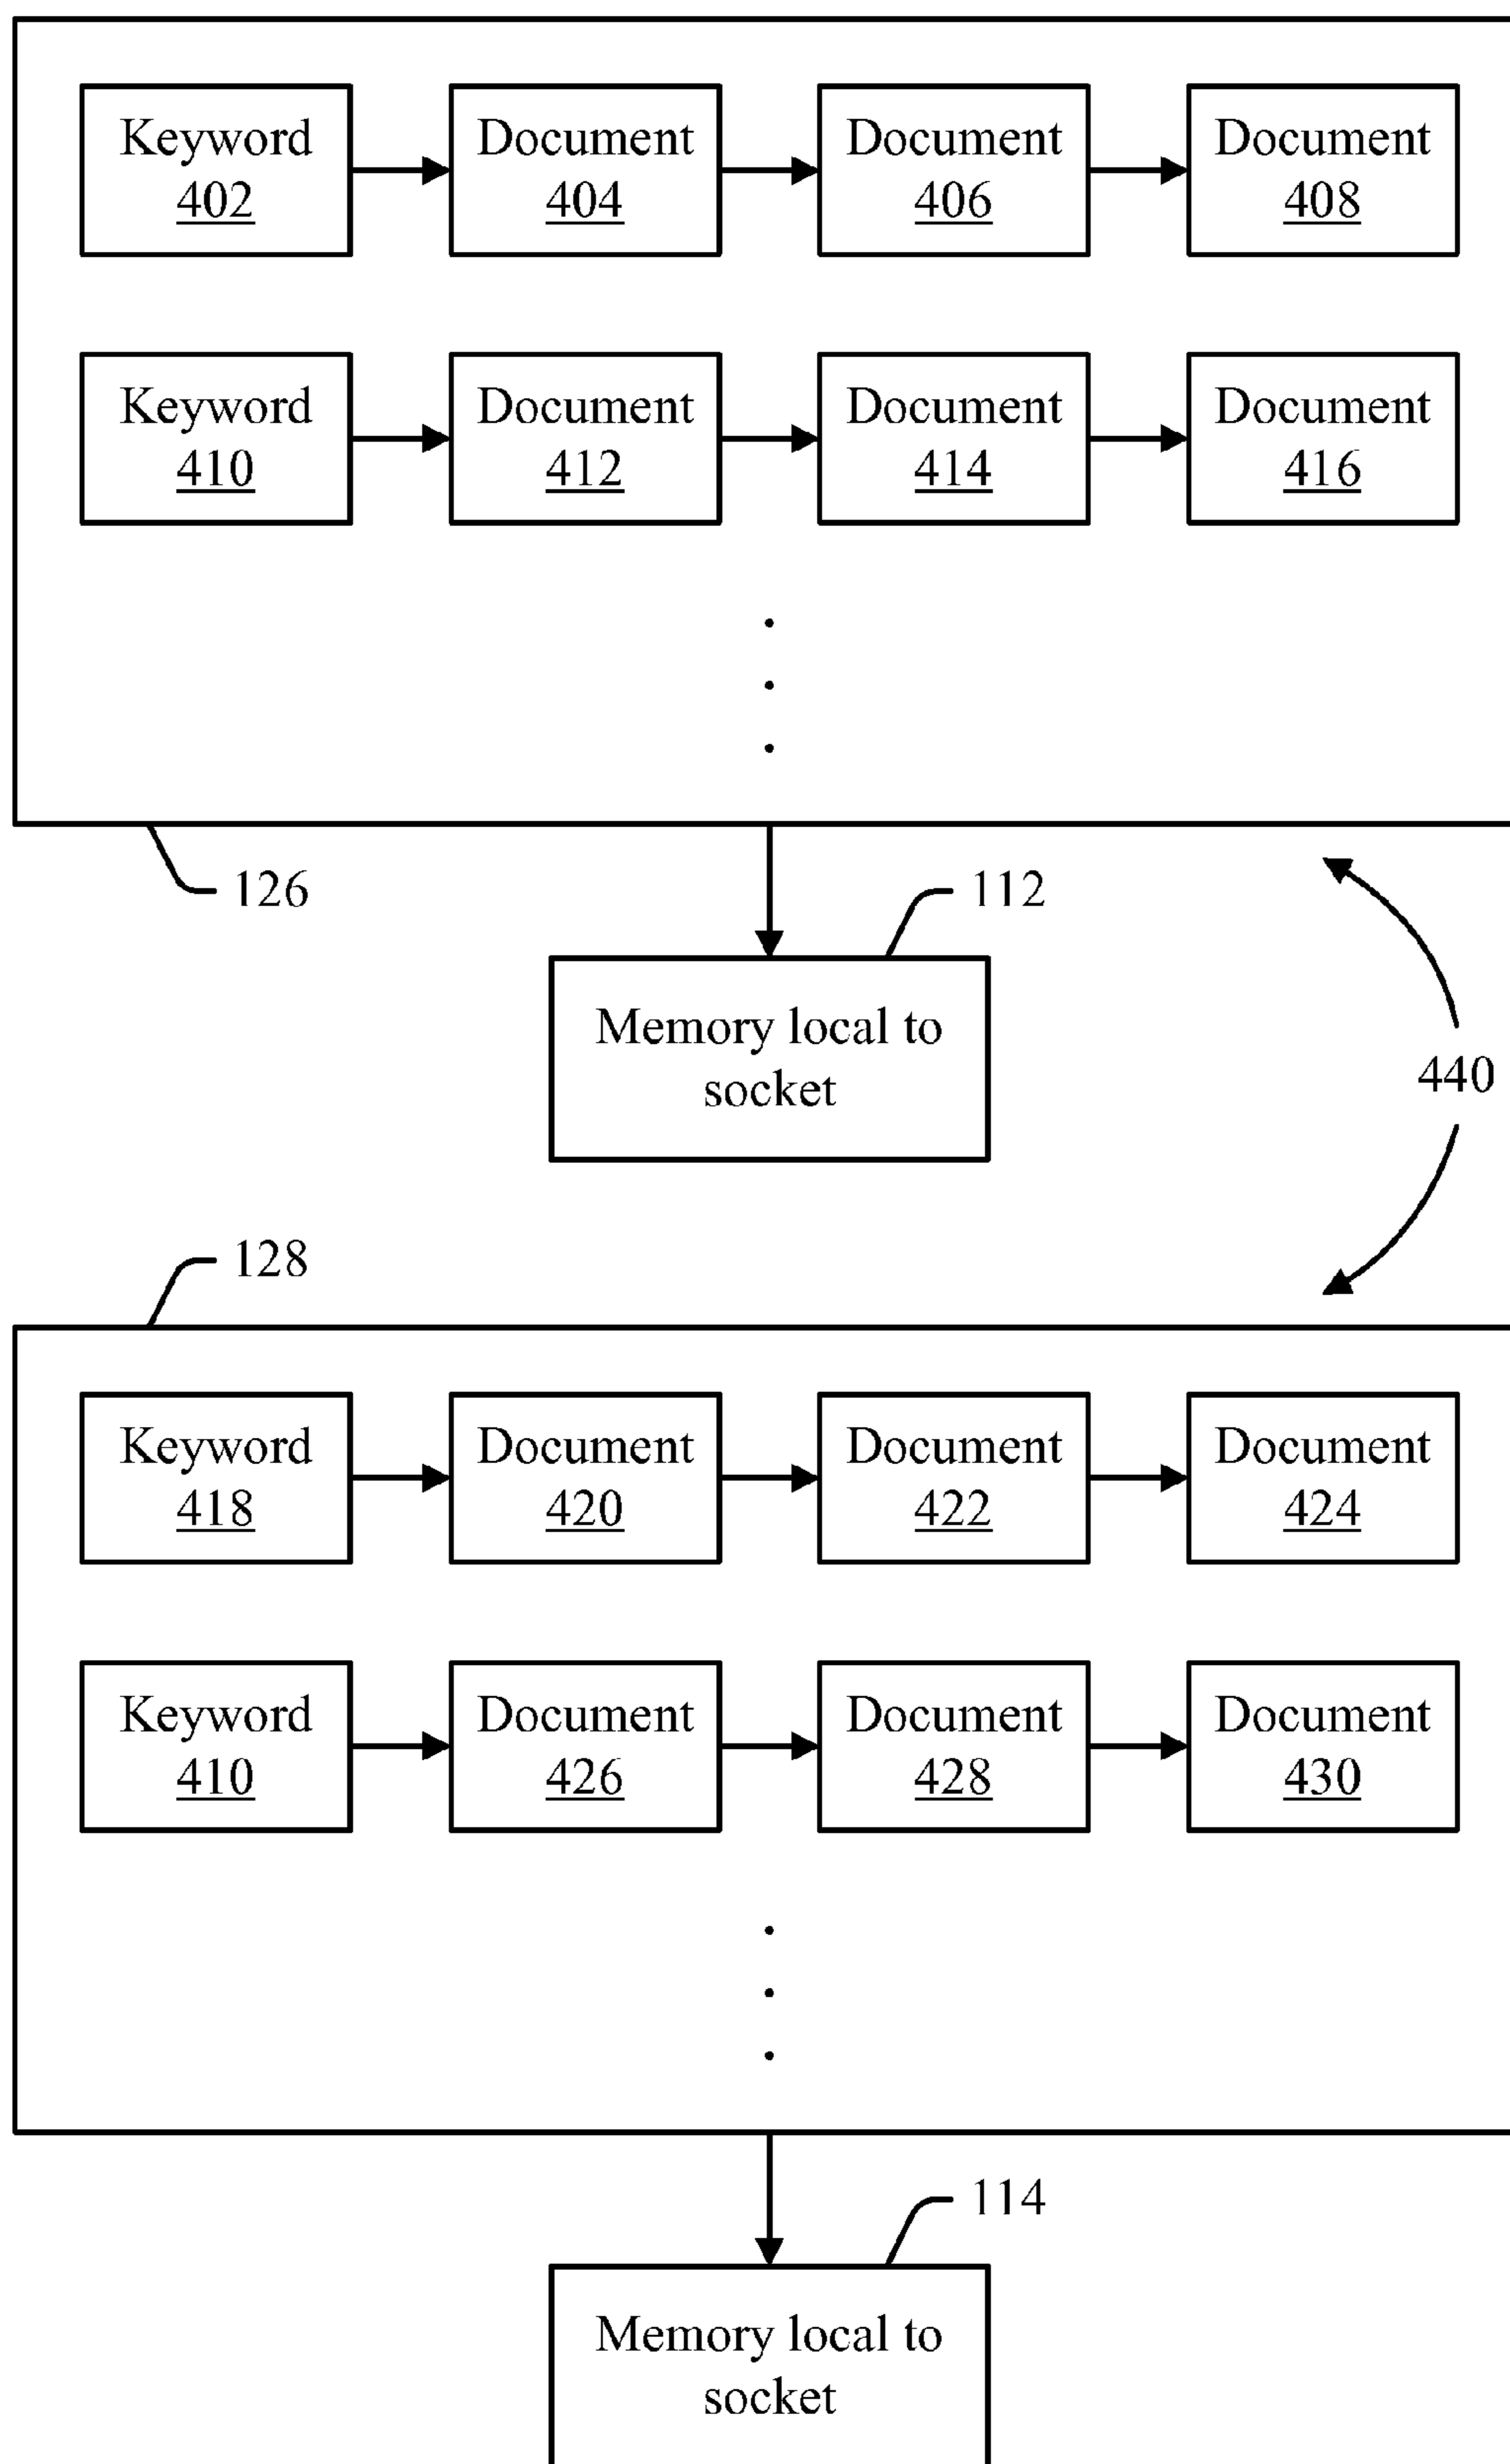 Keyword
402
Document
404
Document
406
Document
408
Keyword
410
Document
412
Document
414
Document
416
126
112
Memory local to
socket
440
128
Keyword
418
Document
420
Document
422
Document
424
Keyword
410
Document
426
Document
428
Document
430
114
Memory local to
socket